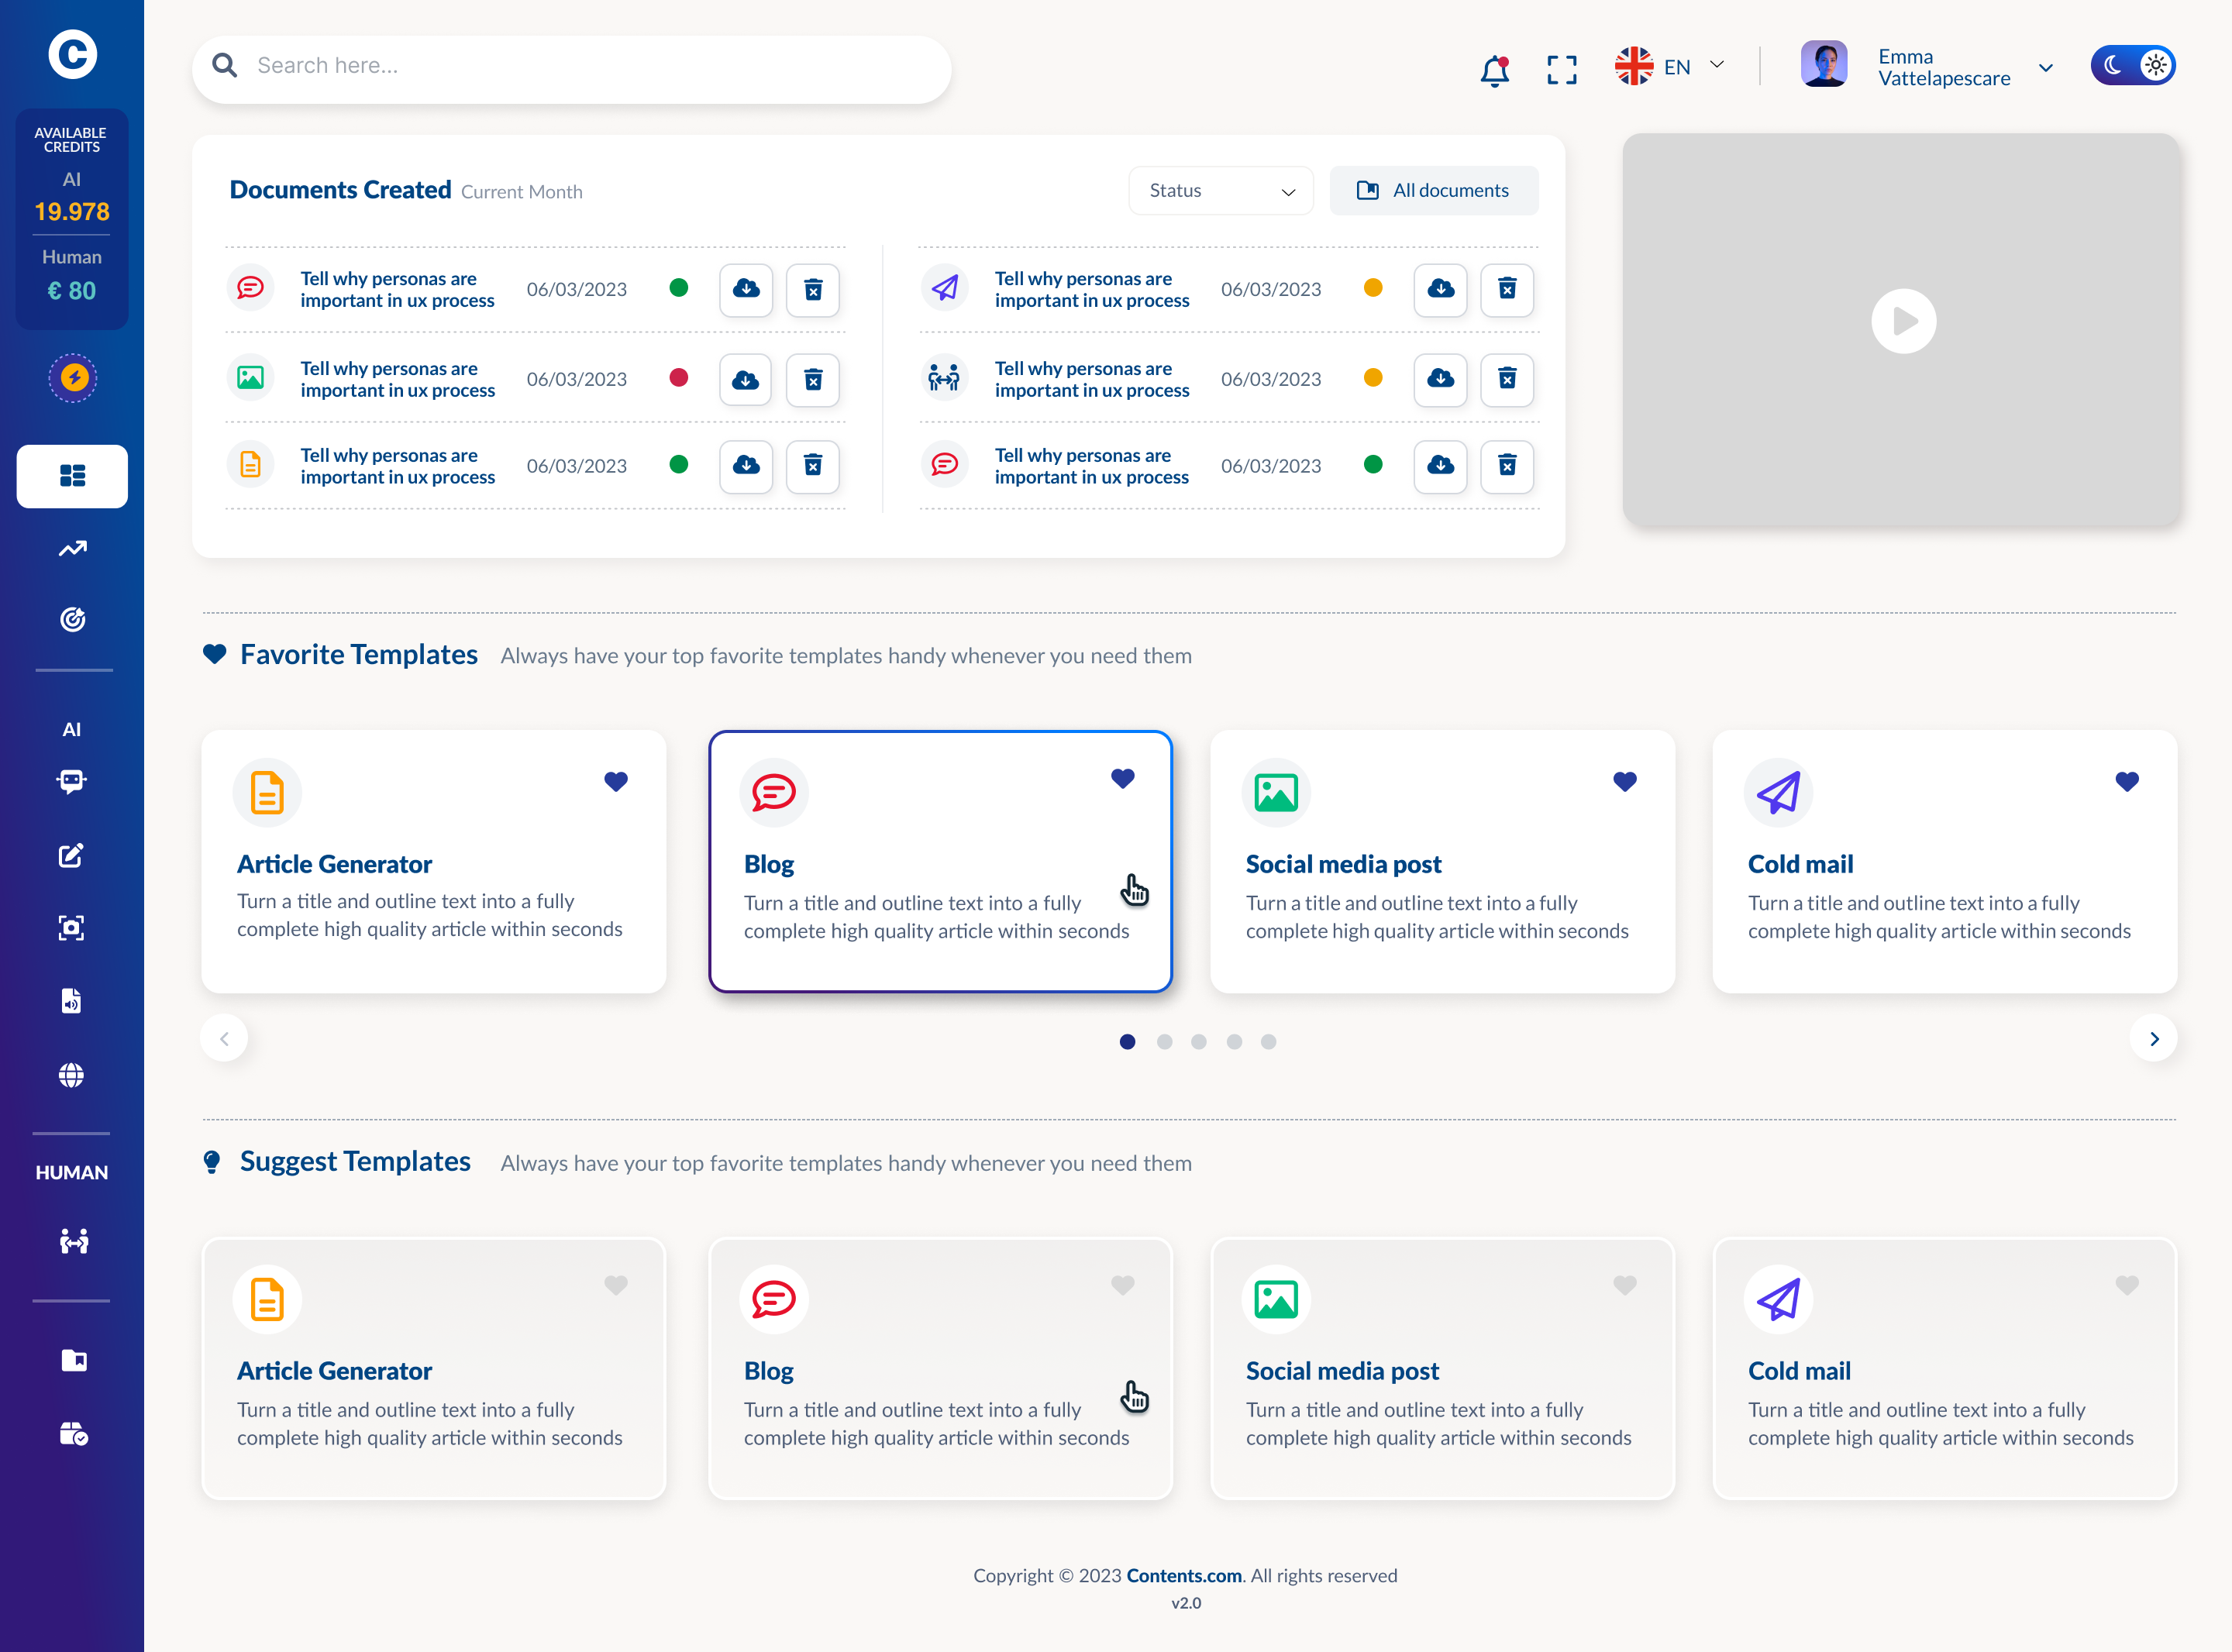 C
Search here...
EN
Emma
Vattelapescare
AVAILABLE
CREDITS
AI
19.978
Human
€ 80
Documents Created Current Month
Status
All documents
Tell why personas are
important in ux process
06/03/2023
Tell why personas are
important in ux process
06/03/2023
Tell why personas are
important in ux process
06/03/2023
Tell why personas are
important in ux process
06/03/2023
Tell why personas are
important in ux process
06/03/2023
Tell why personas are
important in ux process
06/03/2023
Favorite Templates Always have your top favorite templates handy whenever you need them
AI
Article Generator
Turn a title and outline text into a fully
complete high quality article within seconds
Blog
Turn a title and outline text into a fully
complete high quality article within seconds
Social media post
Turn a title and outline text into a fully
complete high quality article within seconds
Cold mail
Turn a title and outline text into a fully
complete high quality article within seconds
HUMAN
Suggest Templates Always have your top favorite templates handy whenever you need them
Article Generator
Turn a title and outline text into a fully
complete high quality article within seconds
Blog
Turn a title and outline text into a fully
complete high quality article within seconds
Social media post
Turn a title and outline text into a fully
complete high quality article within seconds
Cold mail
Turn a title and outline text into a fully
complete high quality article within seconds
Copyright © 2023 Contents.com. All rights reserved
v2.0